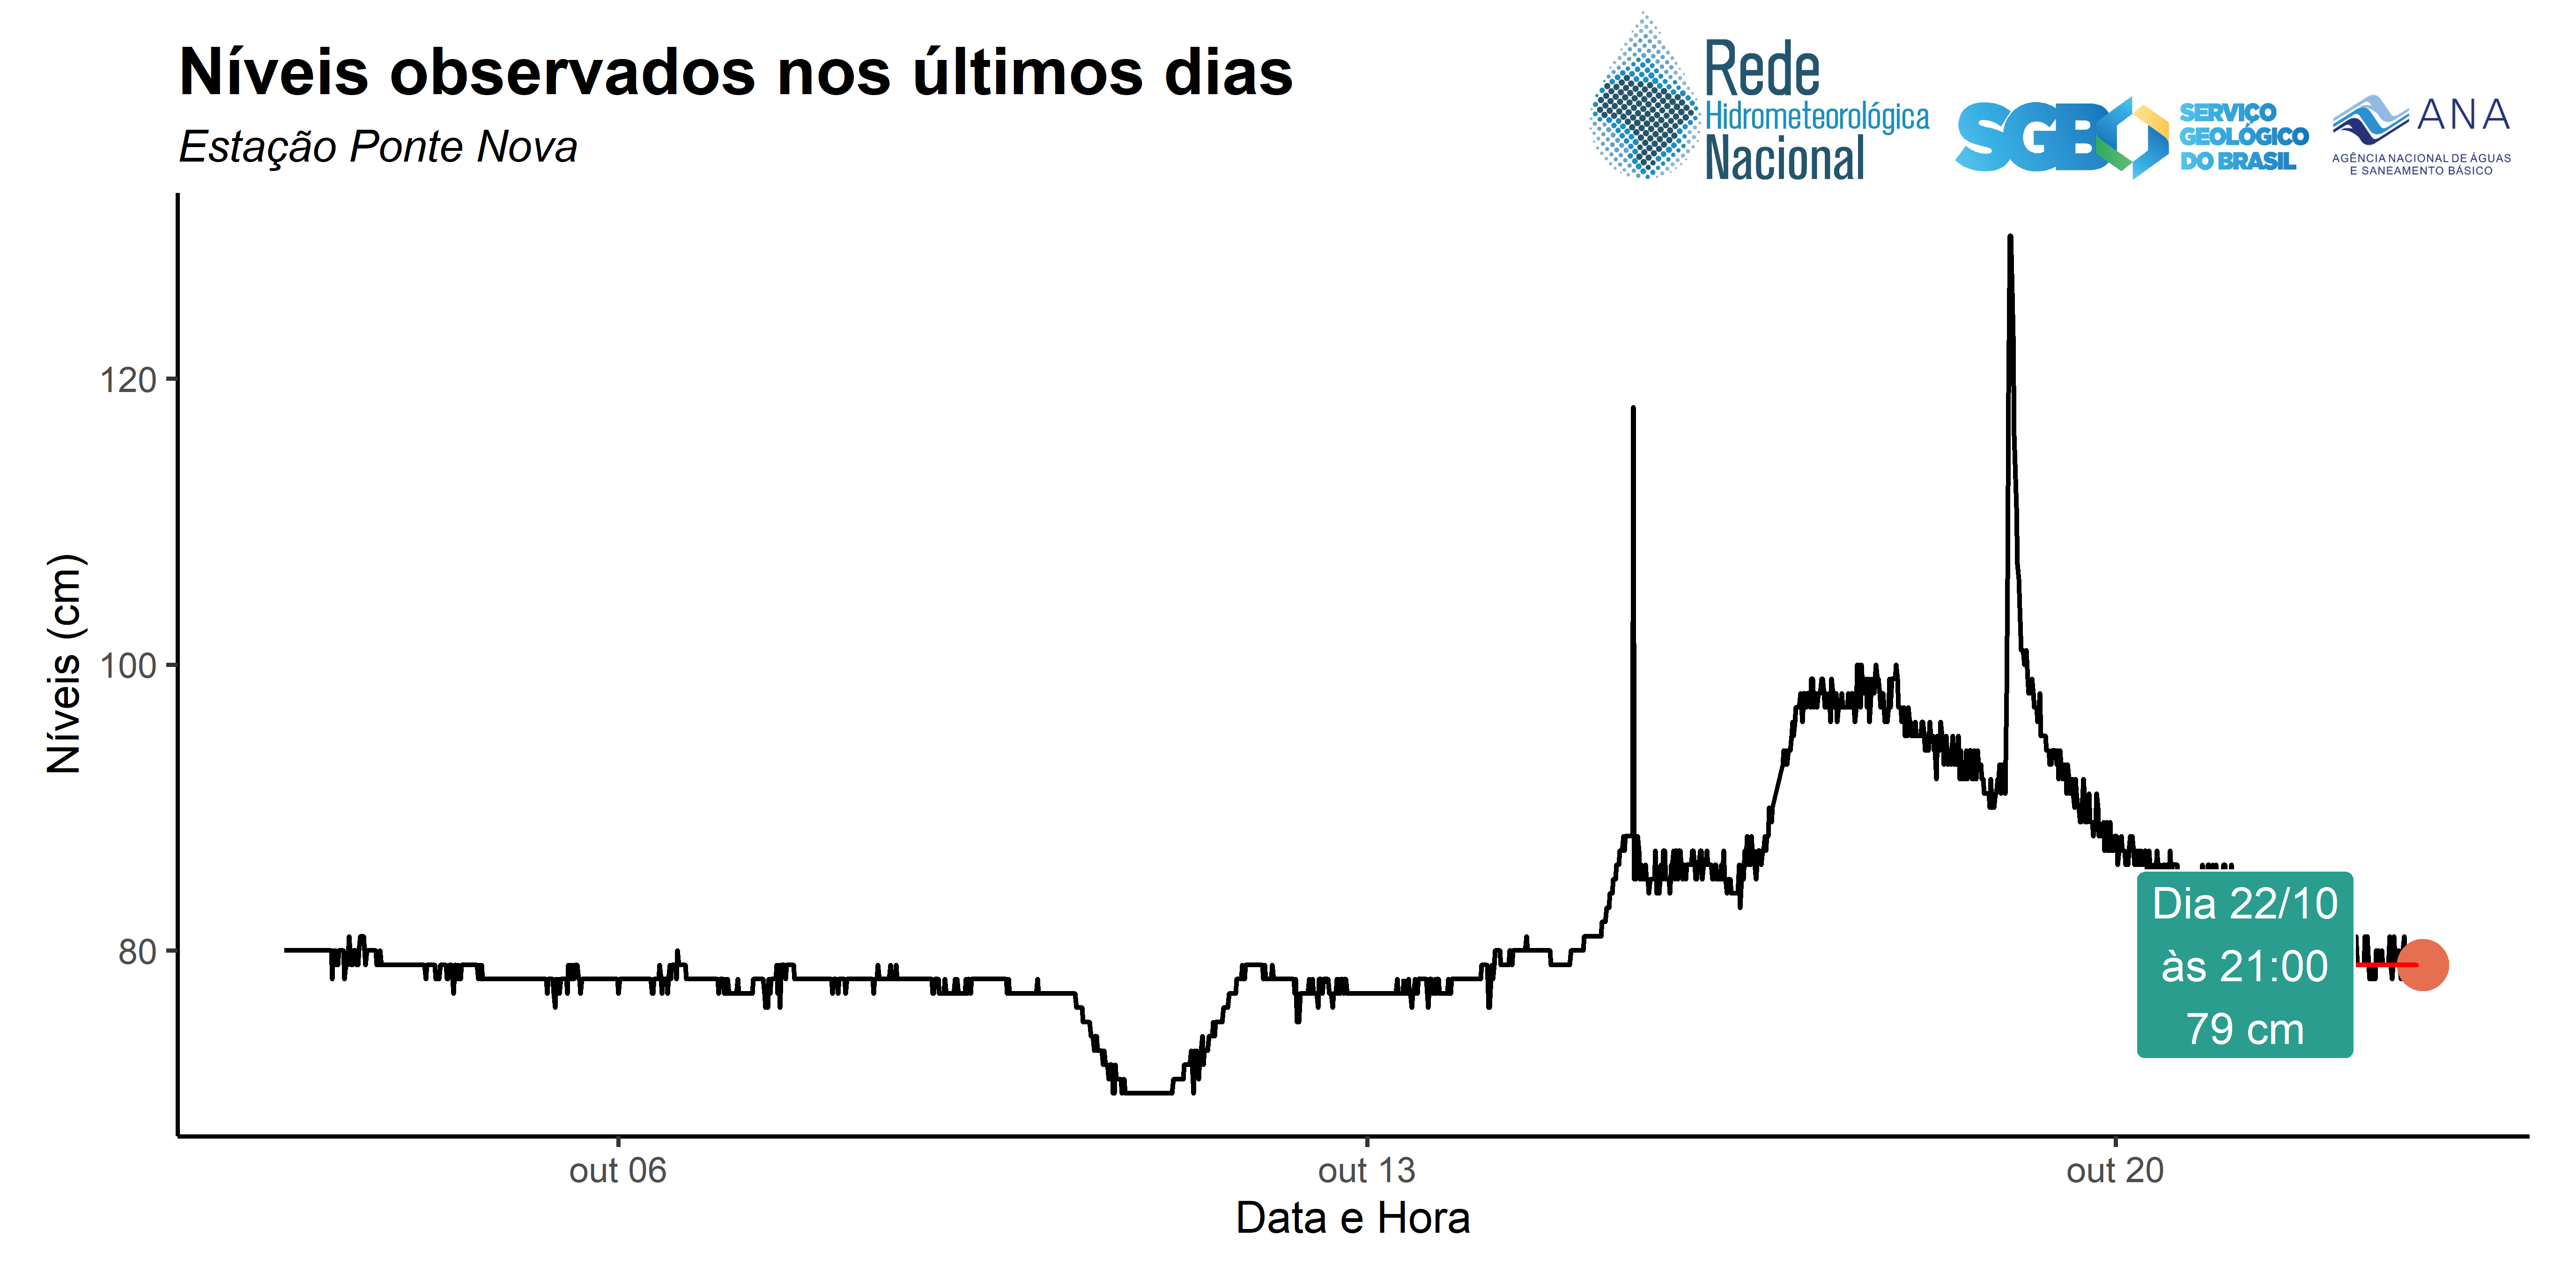 Níveis observados nos últimos dias
Estação Ponte Nova
Rede
Hidrometeorológica
Nacional
SGB
SERVIÇO
GEOLÓGICO
DO BRASIL
ANA
AGÊNCIA NACIONAL DE ÁGUAS
E SANEAMENTO BÁSICO
Níveis (cm)
120
100
80
Dia 22/10
às 21:00
79 cm
out 06
out 13
out 20
Data e Hora